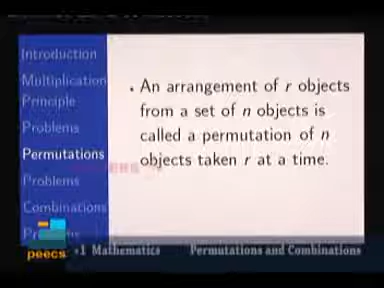 Introduction
Multiplication
Principle
Problems
Permutations
Problems
Combinations
An arrangement of r objects
from a set of n objects is
called a permutation of n
objects taken r at a time.
peecs
+1 Mathematics
Permutations and Combinations